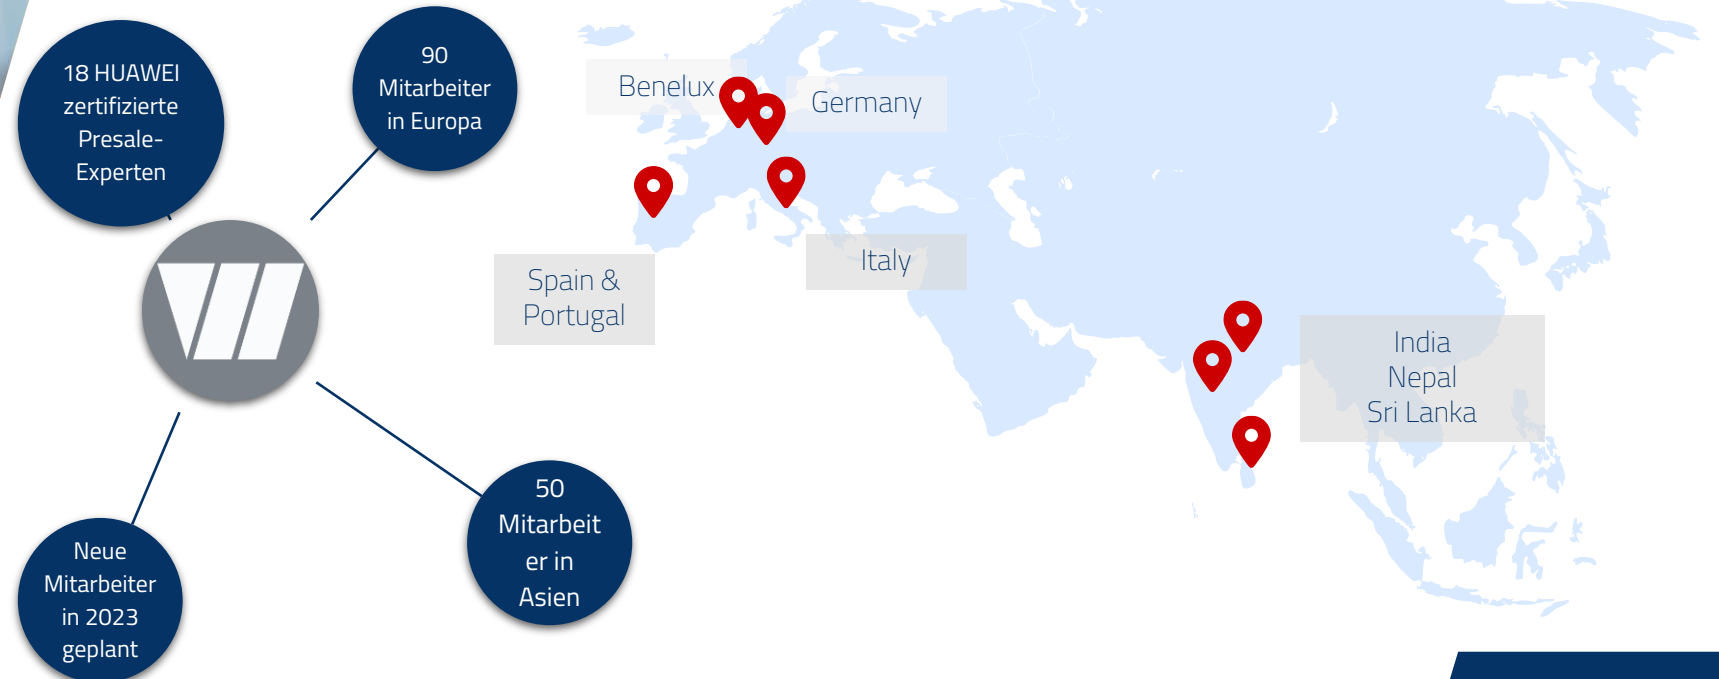 18 HUAWEI
zertifizierte
Presale-
Experten
90
Mitarbeiter
in Europa
Neue
Mitarbeiter
in 2023
geplant
50
Mitarbeit
er in
Asien
Benelux
Germany
Spain &
Portugal
Italy
India
Nepal
Sri Lanka